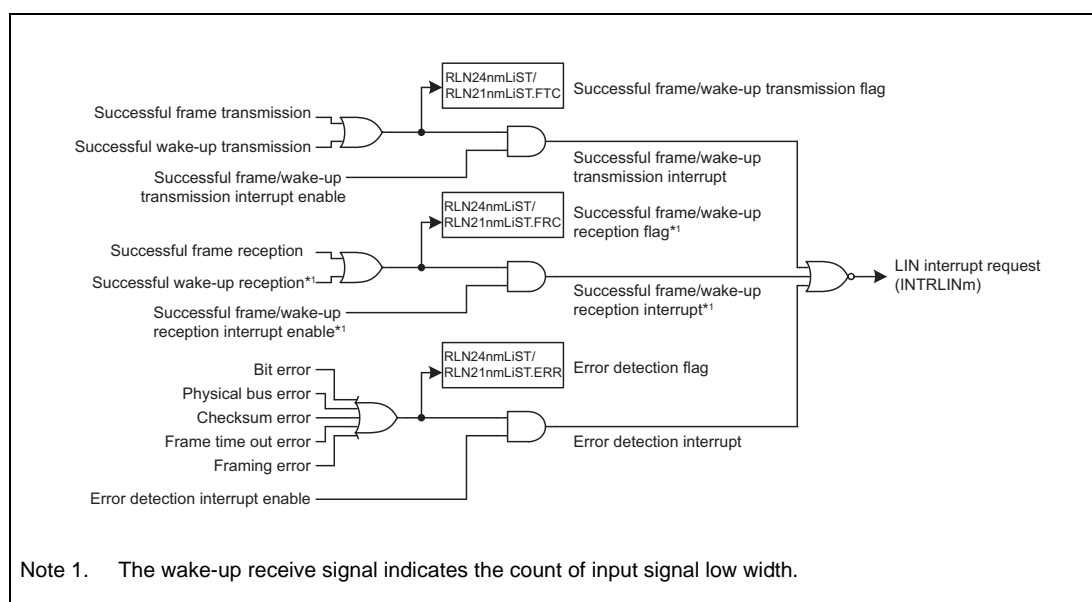 RLN24nmLiST/
RLN21nmLiST.FTC
Successful frame/wake-up transmission flag
Successful frame transmission
Successful wake-up transmission
Successful frame/wake-up
transmission interrupt enable
Successful frame/wake-up
transmission interrupt
RLN24nmLiST/
RLN21nmLiST.FRC
Successful frame/wake-up
reception flag*1
Successful frame reception
Successful wake-up reception*1
Successful frame/wake-up
reception interrupt enable*1
Successful frame/wake-up
reception interrupt*1
LIN interrupt request
(INTRLINm)
RLN24nmLiST/
RLN21nmLiST.ERR
Error detection flag
Bit error
Physical bus error
Checksum error
Frame time out error
Framing error
Error detection interrupt
Error detection interrupt enable
Note 1. The wake-up receive signal indicates the count of input signal low width.